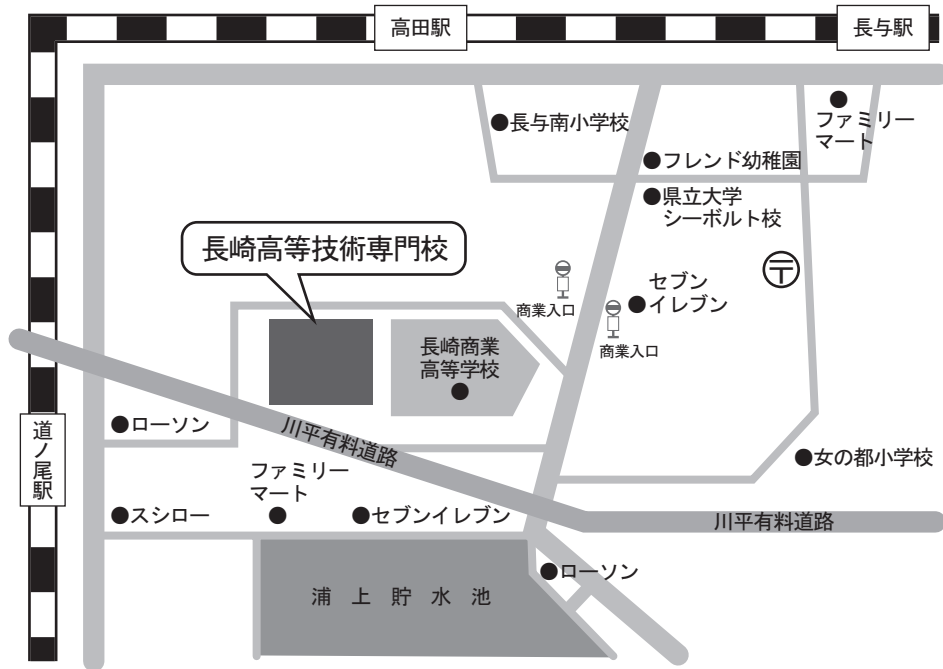 高田駅
長与駅
長与南小学校
ファミリー
マート
フレンド幼稚園
県立大学
シーボルト校
長崎高等技術専門校
〒
セブン
イレブン
商業入口
商業入口
長崎商業
高等学校
ローソン
川平有料道路
道ノ尾駅
ファミリー
マート
女の都小学校
スシロー
セブンイレブン
川平有料道路
ローソン
浦上貯水池